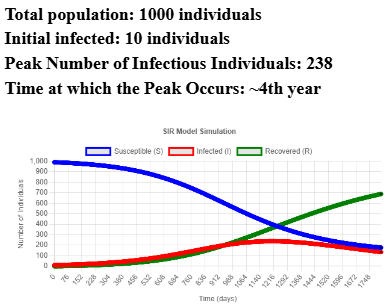 Total population: 1000 individuals
Initial infected: 10 individuals
Peak Number of Infectious Individuals: 238
Time at which the Peak Occurs: ~4th year
SIR Model Simulation
Susceptible (S) Infected (I) Recovered (R)
Number of Individuals
1,000
900
800
700
600
500
400
300
200
100
0
0 76 152 228 304 380 456 532 608 684 760 836 912 988 1064 1140 1216 1292 1368 1444 1520 1596 1672 1748
Time (days)